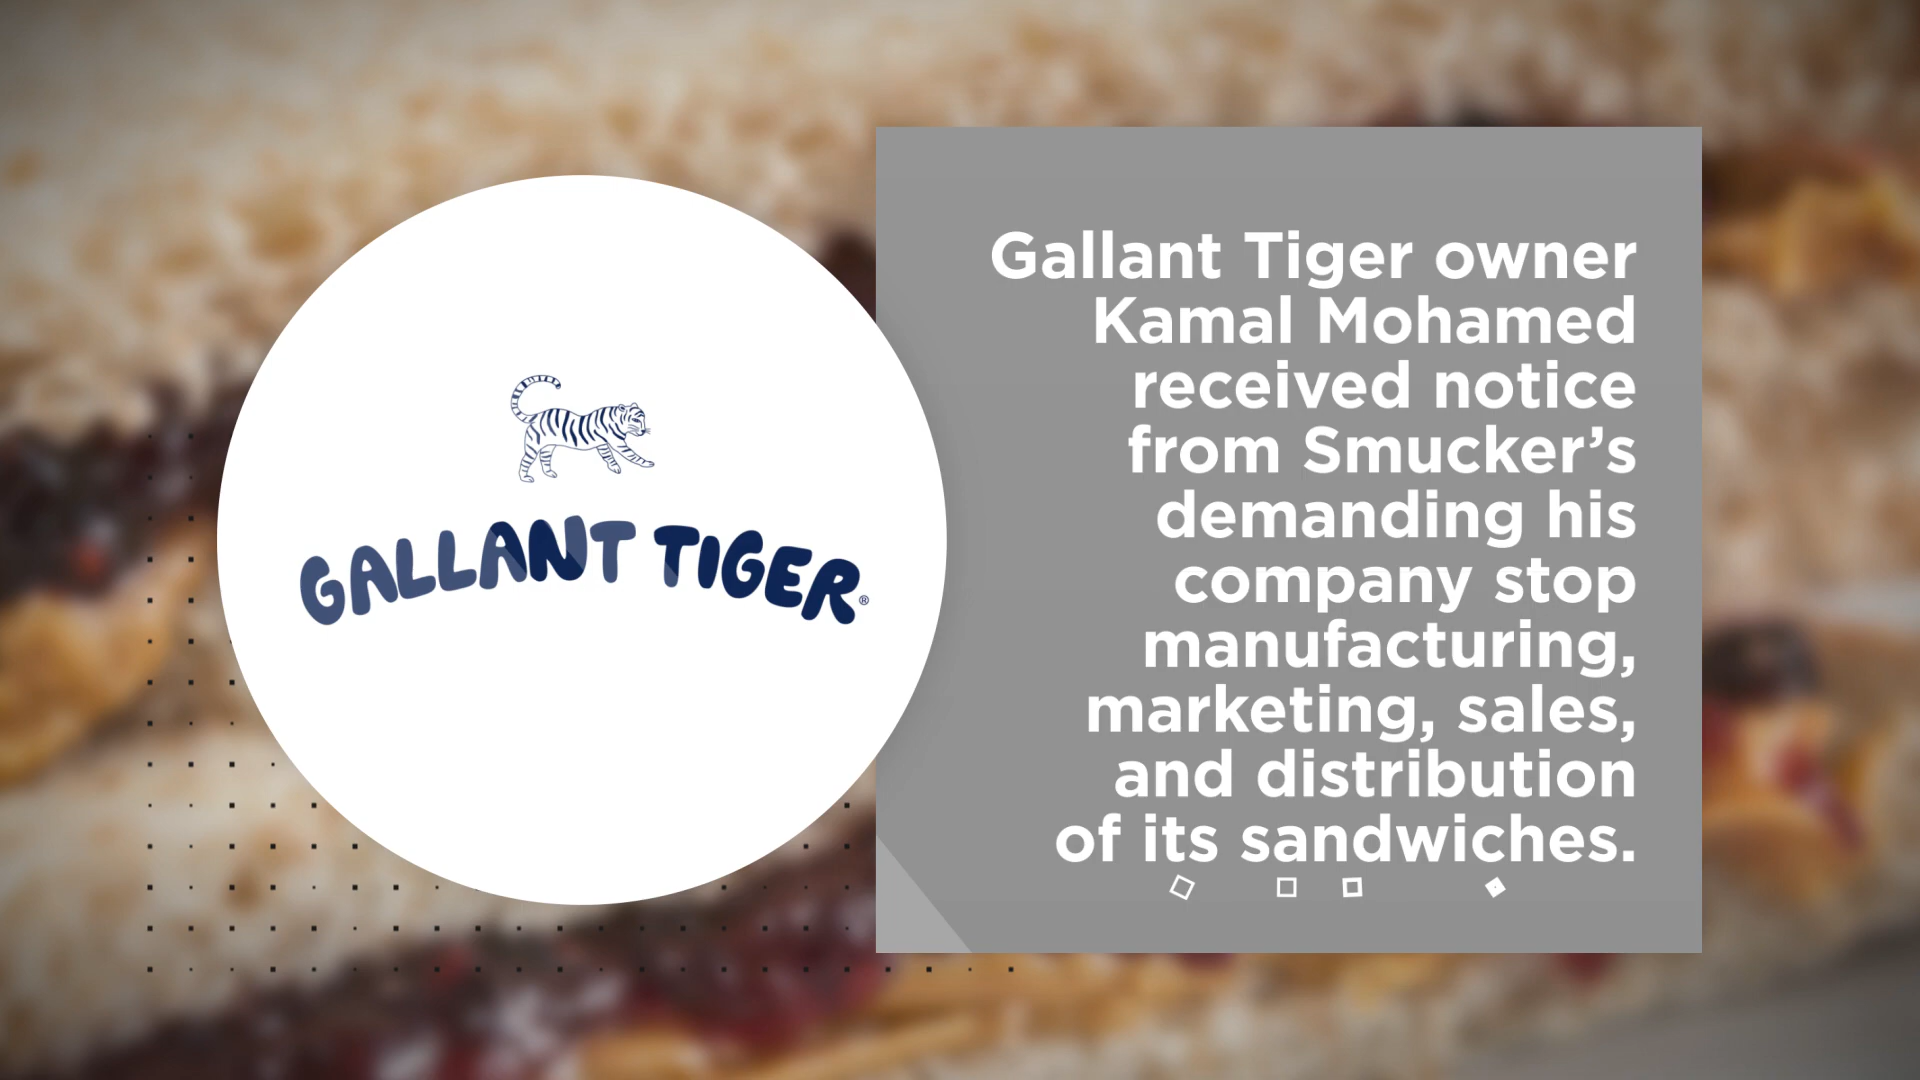 GALLANT TIGER®
Gallant Tiger owner
Kamal Mohamed
received notice
from Smucker’s
demanding his
company stop
manufacturing,
marketing, sales,
and distribution
of its sandwiches.